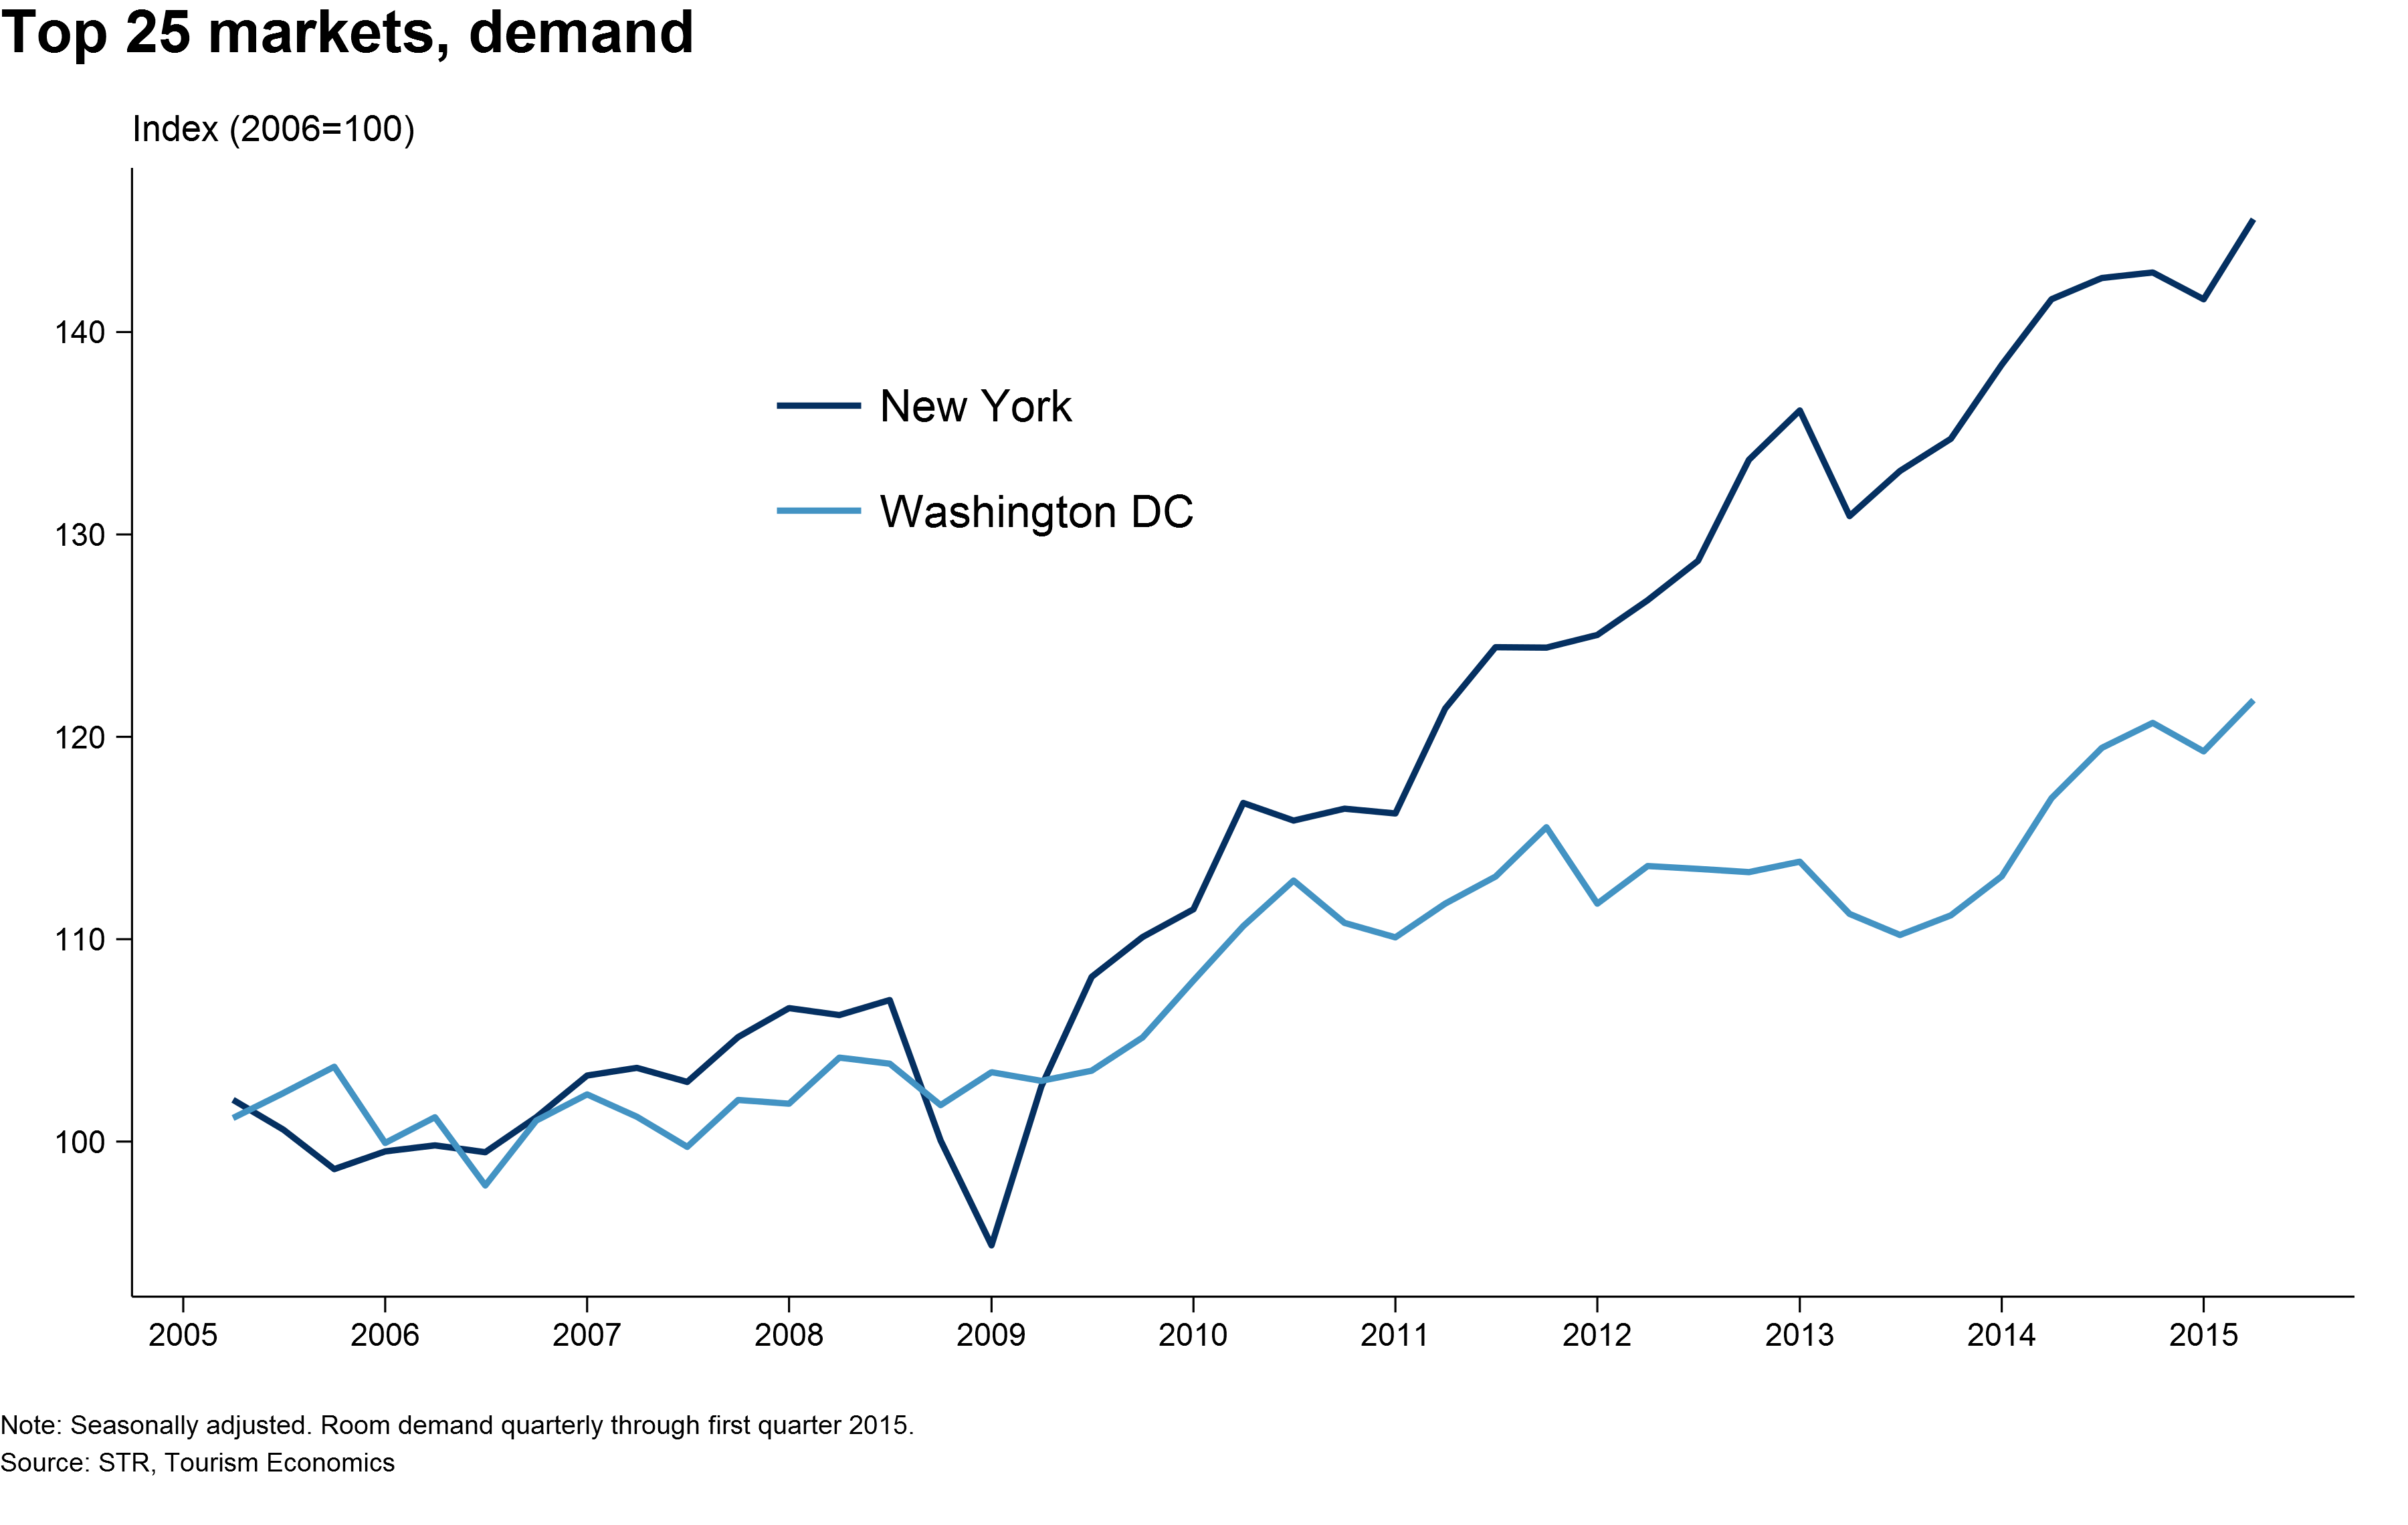 Top 25 markets, demand
Index (2006=100)
140
130
120
110
100
New York
Washington DC
2005 2006 2007 2008 2009 2010 2011 2012 2013 2014 2015
Note: Seasonally adjusted. Room demand quarterly through first quarter 2015.
Source: STR, Tourism Economics